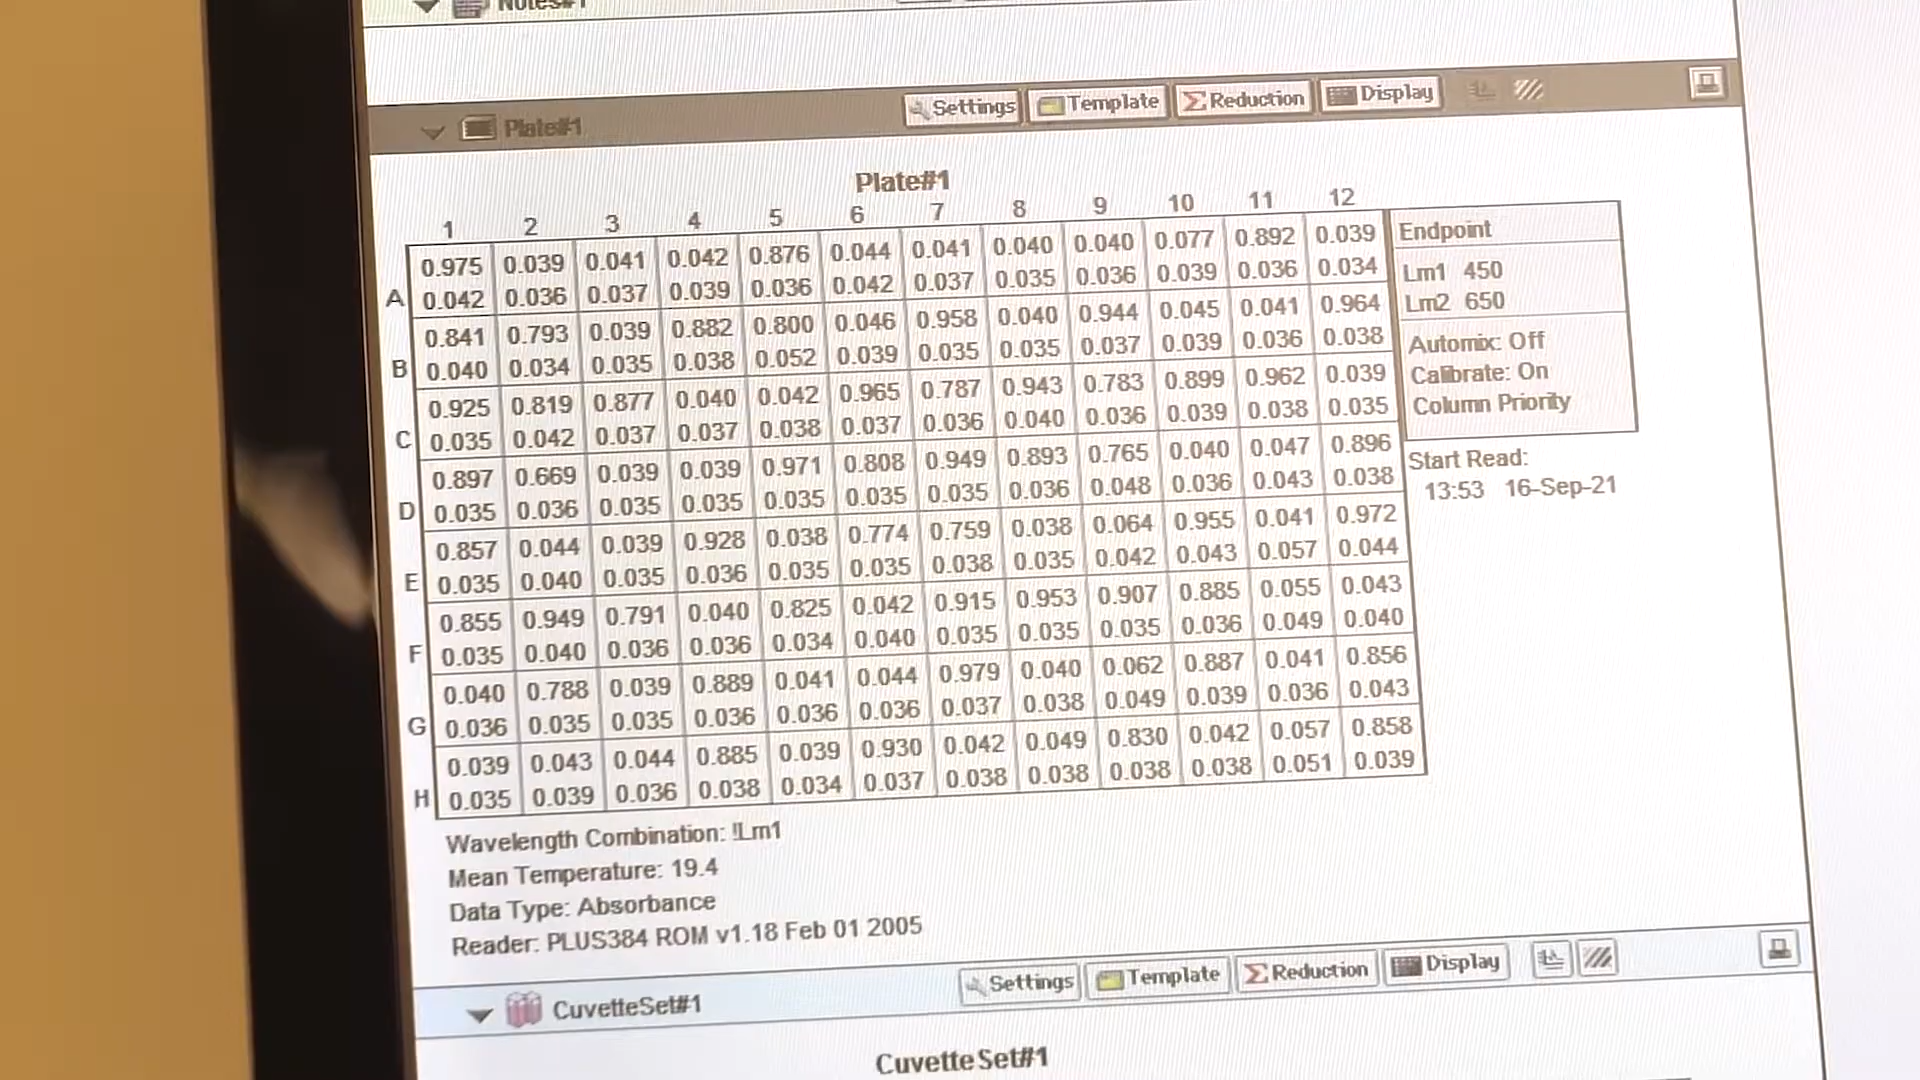 Notes#1
Plate#1 Settings Template Reduction Display
Plate#1
1 2 3 4 5 6 7 8 9 10 11 12
0.975 0.039 0.041 0.042 0.876 0.044 0.041 0.040 0.040 0.077 0.892 0.039
A 0.042 0.036 0.037 0.039 0.036 0.042 0.037 0.035 0.036 0.039 0.036 0.034
0.841 0.793 0.039 0.882 0.800 0.046 0.958 0.040 0.944 0.045 0.041 0.964
B 0.040 0.034 0.035 0.038 0.052 0.039 0.035 0.035 0.037 0.039 0.036 0.038
0.925 0.819 0.877 0.040 0.042 0.965 0.787 0.943 0.783 0.899 0.962 0.039
C 0.035 0.042 0.037 0.037 0.038 0.037 0.036 0.040 0.036 0.039 0.038 0.035
0.897 0.669 0.039 0.039 0.971 0.808 0.949 0.893 0.765 0.040 0.047 0.896
D 0.035 0.036 0.035 0.035 0.035 0.035 0.035 0.036 0.048 0.036 0.043 0.038
0.857 0.044 0.039 0.928 0.038 0.774 0.759 0.038 0.064 0.955 0.041 0.972
E 0.035 0.040 0.035 0.036 0.035 0.035 0.038 0.035 0.042 0.043 0.057 0.044
0.855 0.949 0.791 0.040 0.825 0.042 0.915 0.953 0.907 0.885 0.055 0.043
F 0.035 0.040 0.036 0.036 0.034 0.040 0.035 0.035 0.035 0.036 0.049 0.040
0.040 0.788 0.039 0.889 0.041 0.044 0.979 0.040 0.062 0.887 0.041 0.856
G 0.036 0.035 0.035 0.036 0.036 0.036 0.037 0.038 0.049 0.039 0.036 0.043
0.039 0.043 0.044 0.885 0.039 0.930 0.042 0.049 0.830 0.042 0.057 0.858
H 0.035 0.039 0.036 0.038 0.034 0.037 0.038 0.038 0.038 0.038 0.051 0.039
Endpoint
Lm1 450
Lm2 650
Automix: Off
Calibrate: On
Column Priority
Start Read:
13:53 16-Sep-21
Wavelength Combination: !Lm1
Mean Temperature: 19.4
Data Type: Absorbance
Reader: PLUS384 ROM v1.18 Feb 01 2005
CuvetteSet#1 Settings Template Reduction Display
CuvetteSet#1